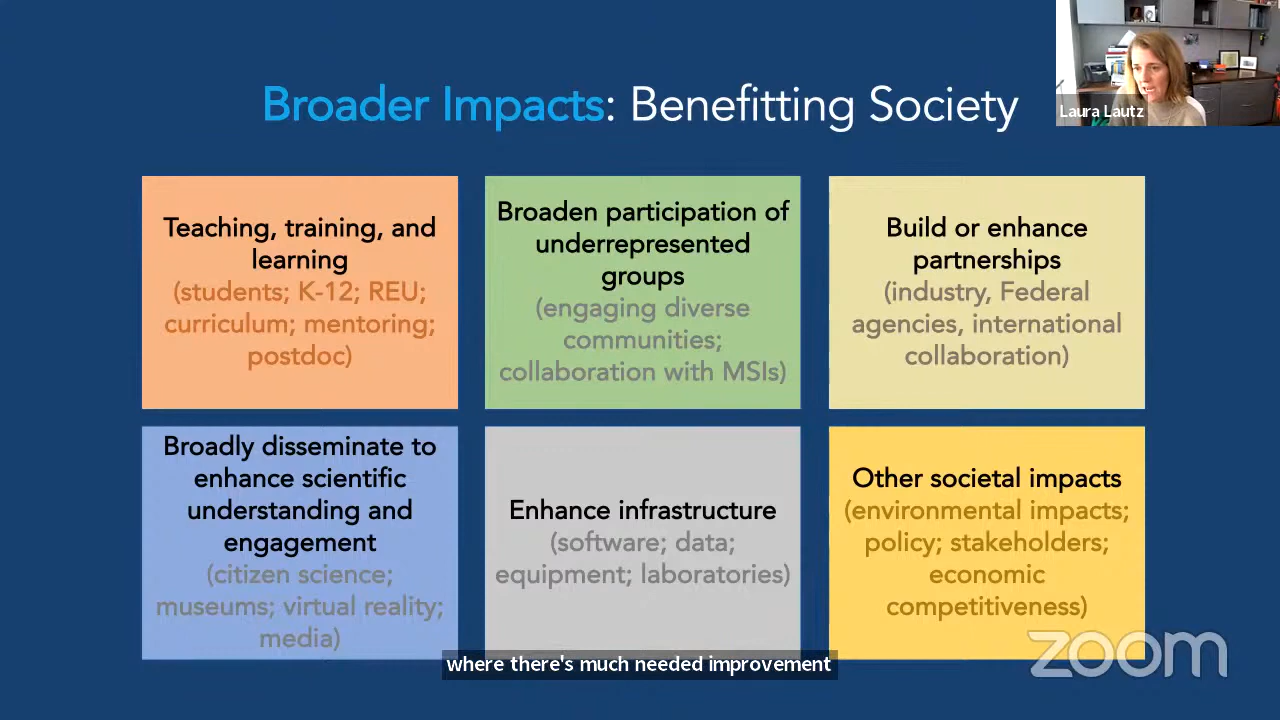 Broader Impacts: Benefitting Society
Laura Lautz
Teaching, training, and
learning
(students; K-12; REU;
curriculum; mentoring;
postdoc)
Broaden participation of
underrepresented
groups
(engaging diverse
communities;
collaboration with MSIs)
Build or enhance
partnerships
(industry, Federal
agencies, international
collaboration)
Broadly disseminate to
enhance scientific
understanding and
engagement
(citizen science;
museums; virtual reality;
media)
Enhance infrastructure
(software; data;
equipment; laboratories)
Other societal impacts
(environmental impacts;
policy; stakeholders;
economic
competitiveness)
where there's much needed improvement
zoom